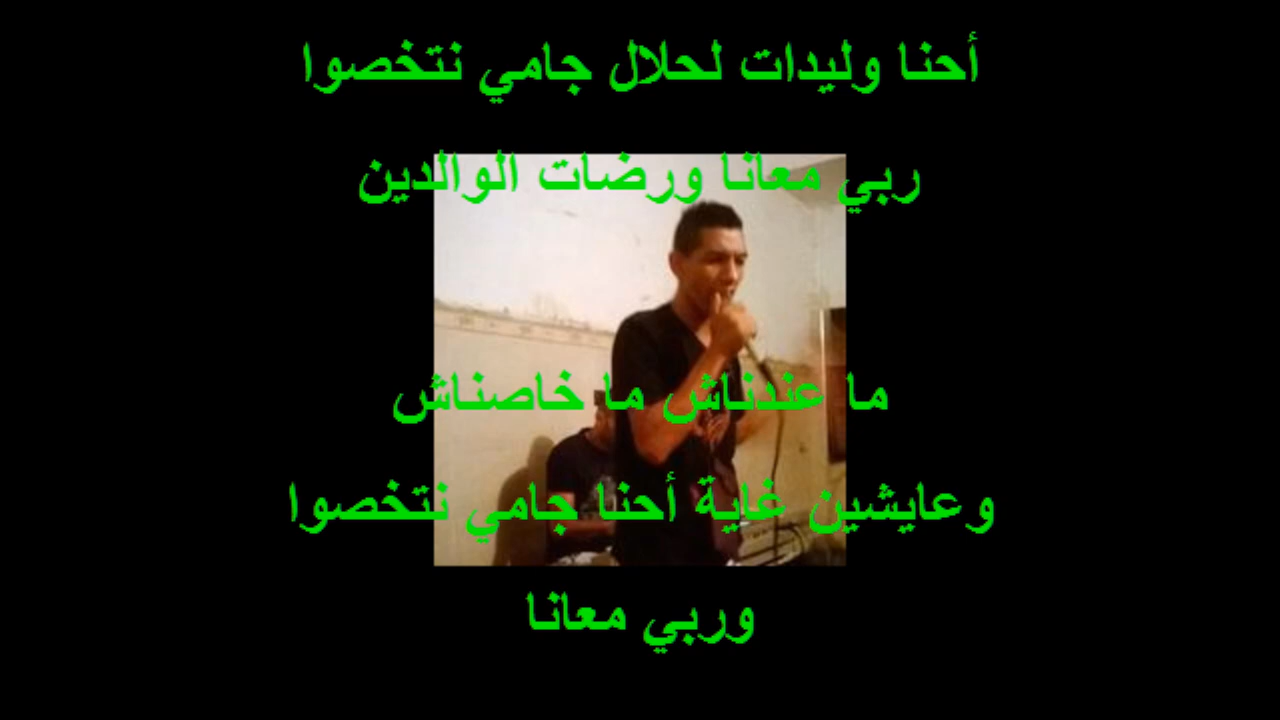 أحنا وليدات لحلال جامي نتخصوا
ربي معانا ورضات الوالدين
ما عندناش ما خاصناش
وعايشين غاية أحنا جامي نتخصوا
وربي معانا